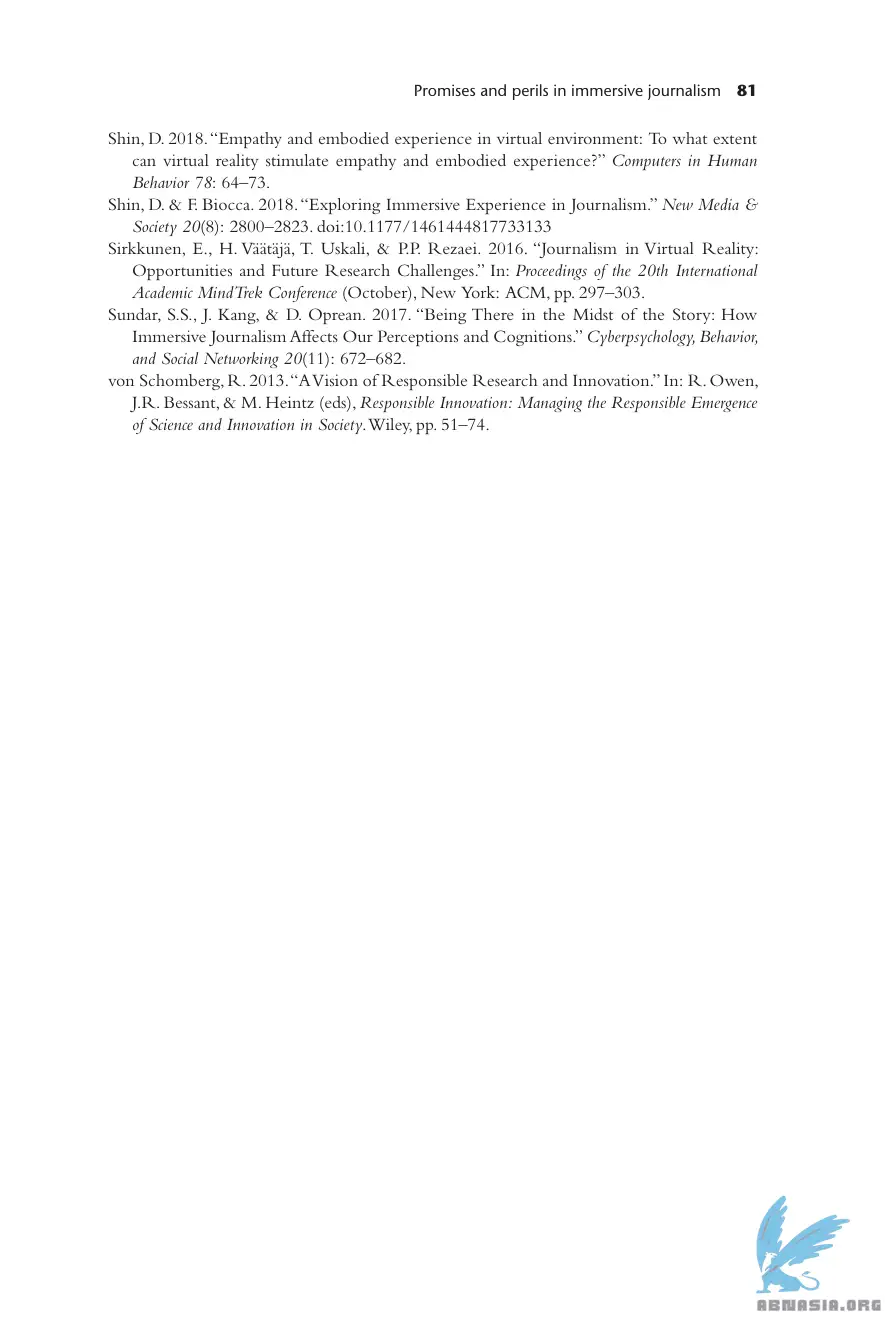 Promises and perils in immersive journalism 81
Shin, D. 2018. “Empathy and embodied experience in virtual environment: To what extent
can virtual reality stimulate empathy and embodied experience?” Computers in Human
Behavior 78: 64–73.
Shin, D. & F. Biocca. 2018. “Exploring Immersive Experience in Journalism.” New Media &
Society 20(8): 2800–2823. doi:10.1177/1461444817733133
Sirkkunen, E., H. Väätäjä, T. Uskali, & P.P. Rezaei. 2016. “Journalism in Virtual Reality:
Opportunities and Future Research Challenges.” In: Proceedings of the 20th International
Academic MindTrek Conference (October), New York: ACM, pp. 297–303.
Sundar, S.S., J. Kang, & D. Oprean. 2017. “Being There in the Midst of the Story: How
Immersive Journalism Affects Our Perceptions and Cognitions.” Cyberpsychology, Behavior,
and Social Networking 20(11): 672–682.
von Schomberg, R. 2013. “A Vision of Responsible Research and Innovation.” In: R. Owen,
J.R. Bessant, & M. Heintz (eds), Responsible Innovation: Managing the Responsible Emergence
of Science and Innovation in Society. Wiley, pp. 51–74.
ABNASIA.ORG